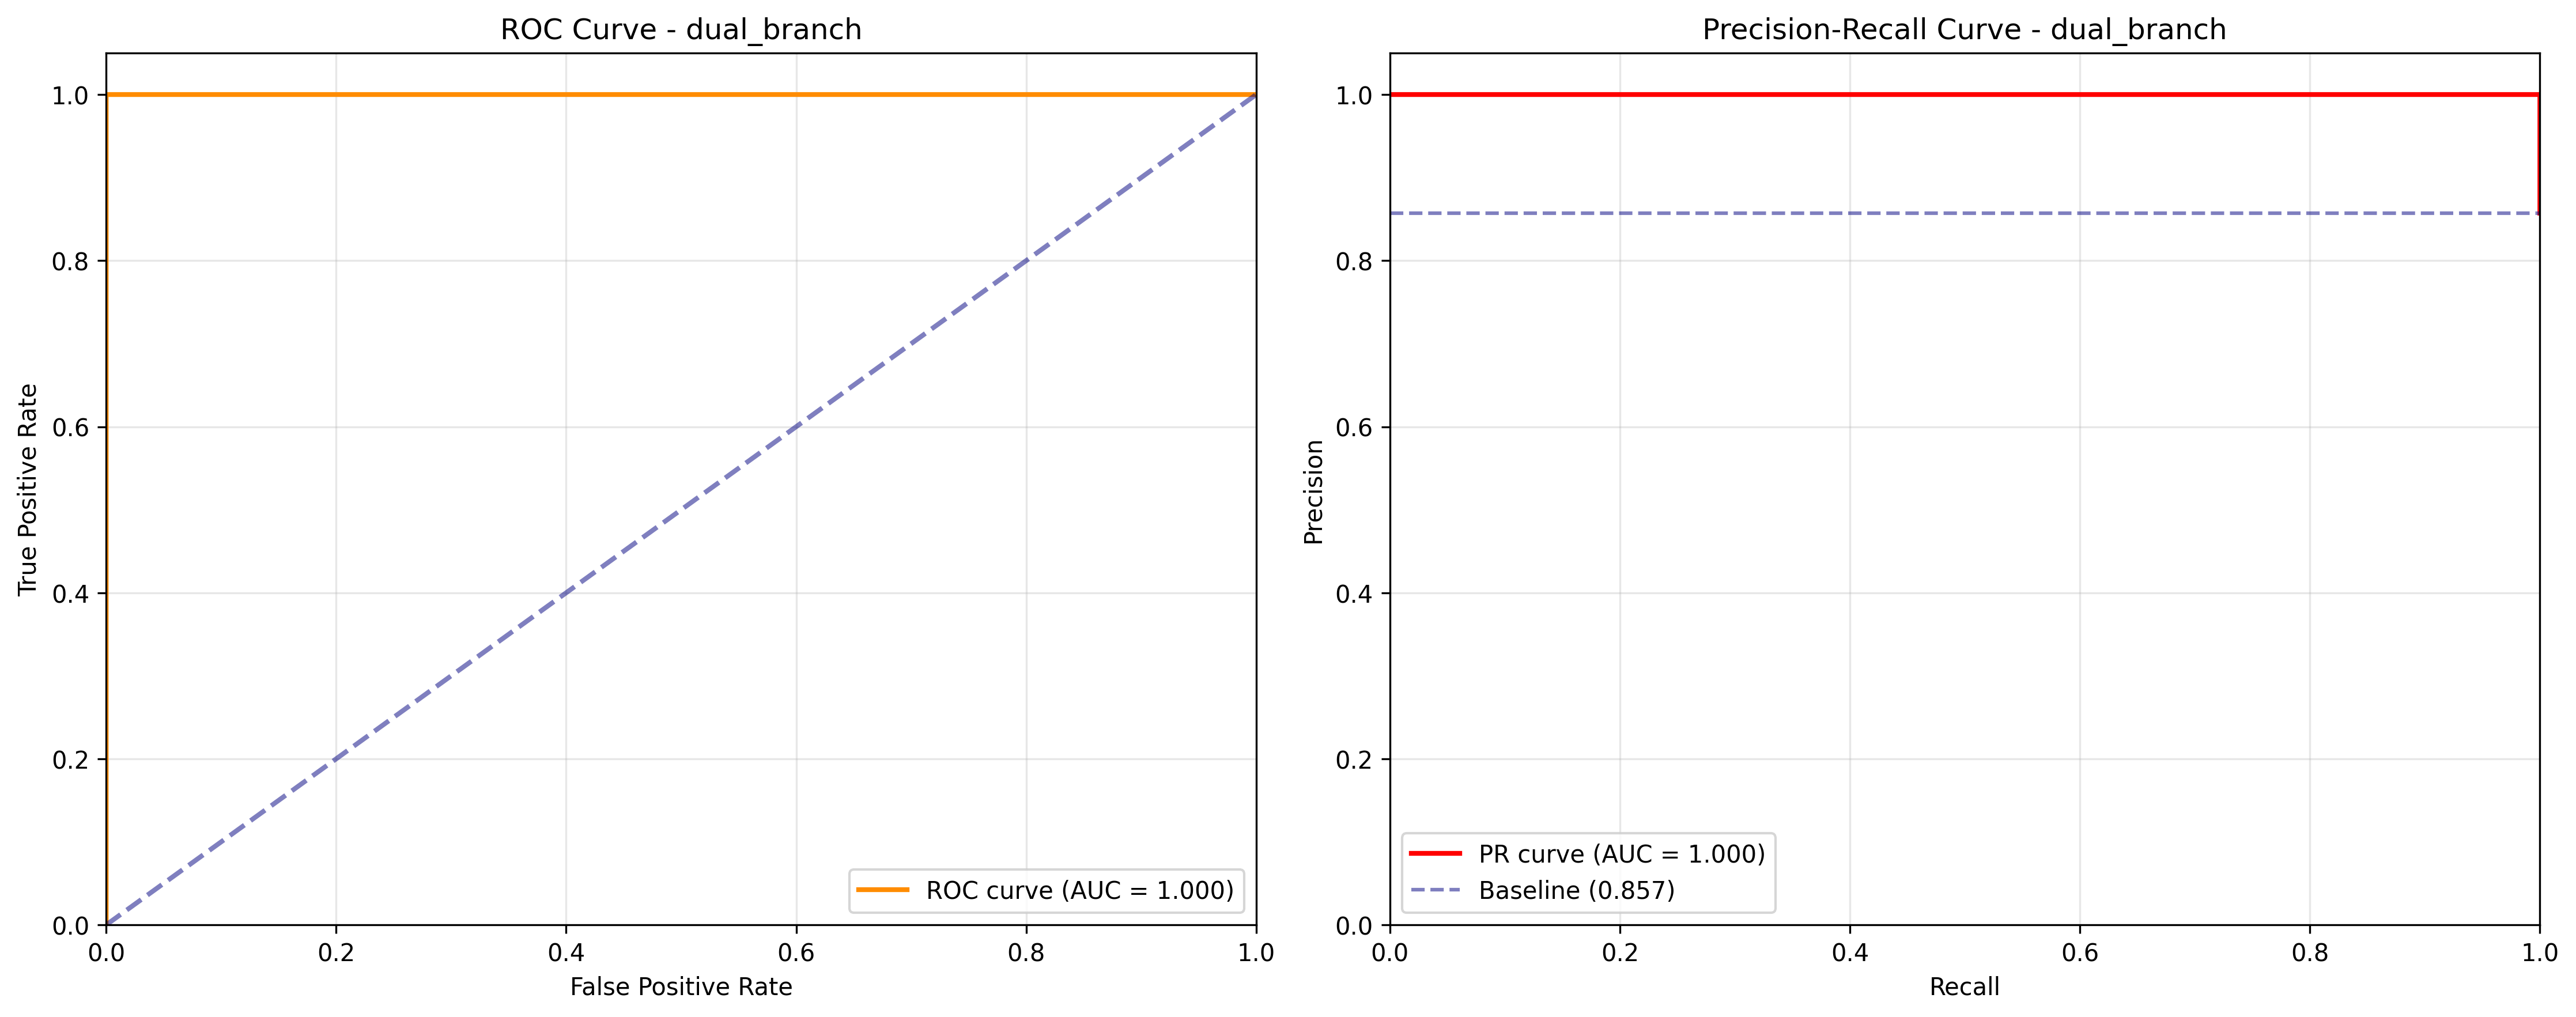 ROC Curve - dual_branch
True Positive Rate
1.0
0.8
0.6
0.4
0.2
0.0
0.0 0.2 0.4 0.6 0.8 1.0
False Positive Rate
ROC curve (AUC = 1.000)
Precision-Recall Curve - dual_branch
Precision
1.0
0.8
0.6
0.4
0.2
0.0
0.0 0.2 0.4 0.6 0.8 1.0
Recall
PR curve (AUC = 1.000)
Baseline (0.857)